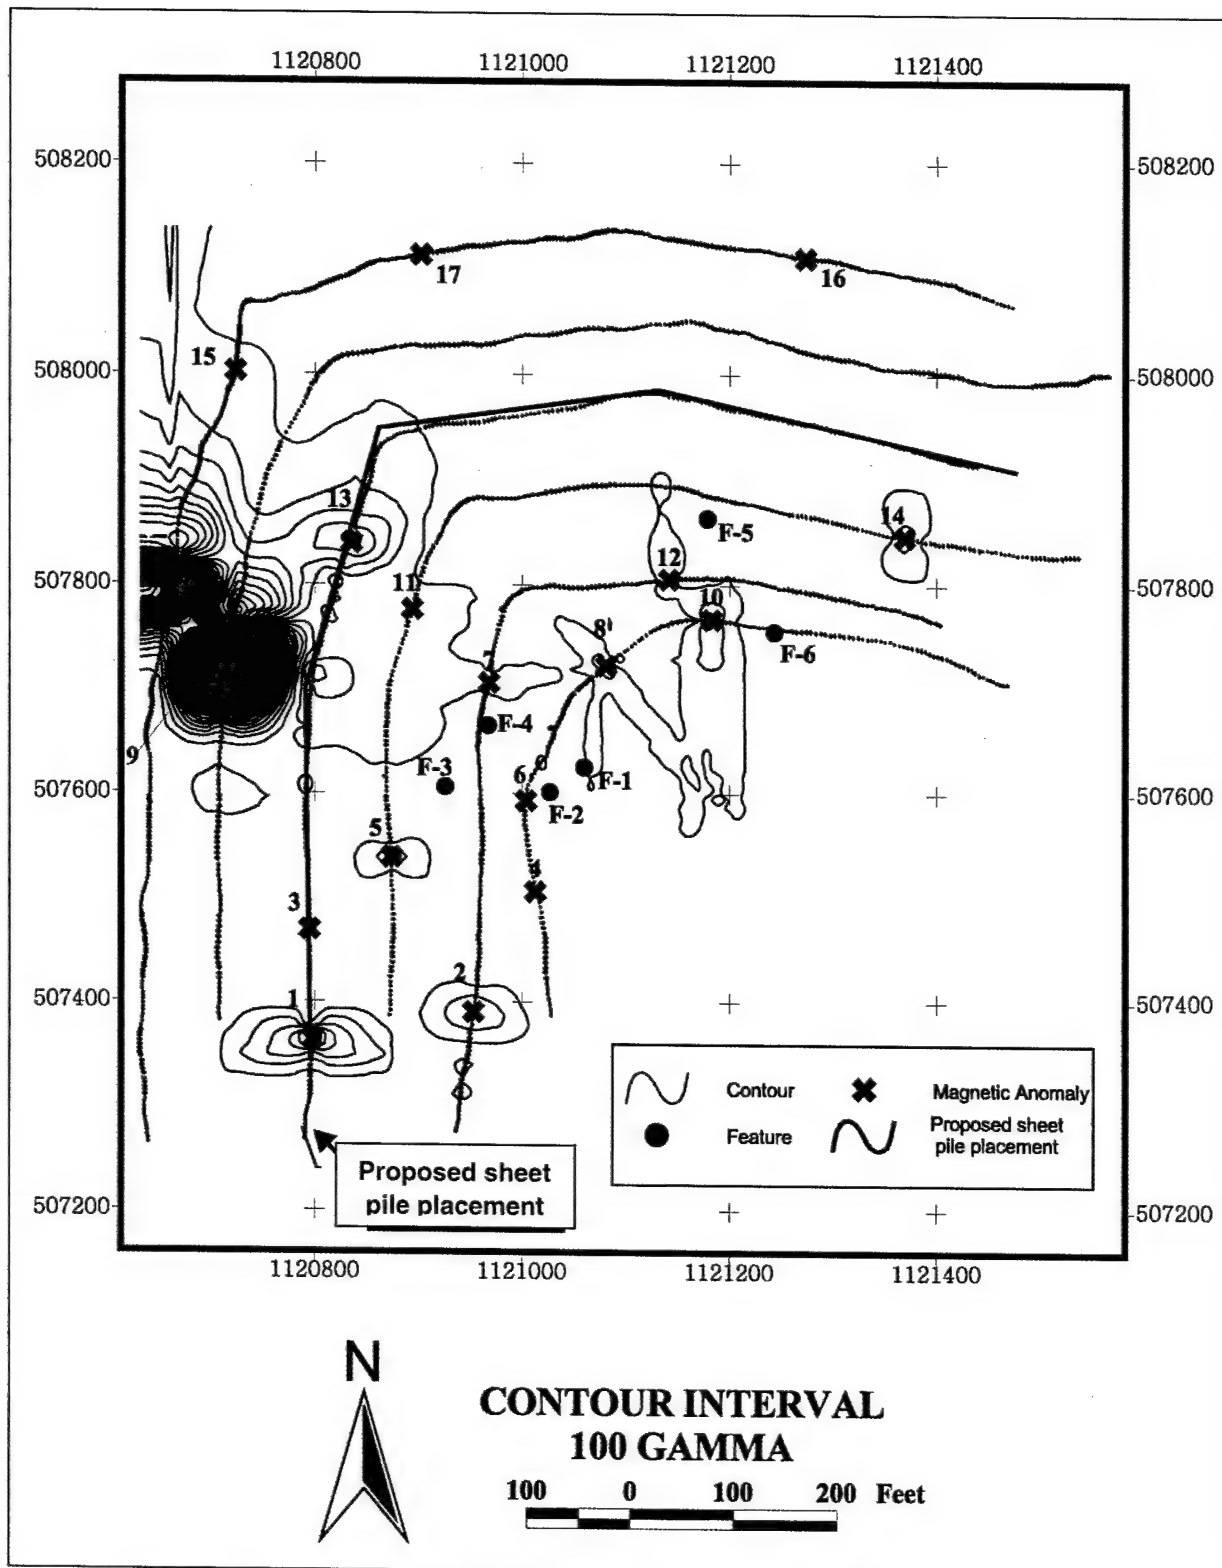 1120800 1121000 1121200 1121400
508200 508200
17
16
15
508000 508000
13
14
F-5
12
507800 507800
11
10
8
F-6
7
F-4
9
F-3
6
F-1
507600 507600
F-2
5
4
3
2
1
507400 507400
Contour
Magnetic Anomaly
Feature
Proposed sheet
pile placement
Proposed sheet
pile placement
507200 507200
1120800 1121000 1121200 1121400
N
CONTOUR INTERVAL
100 GAMMA
100 0 100 200 Feet